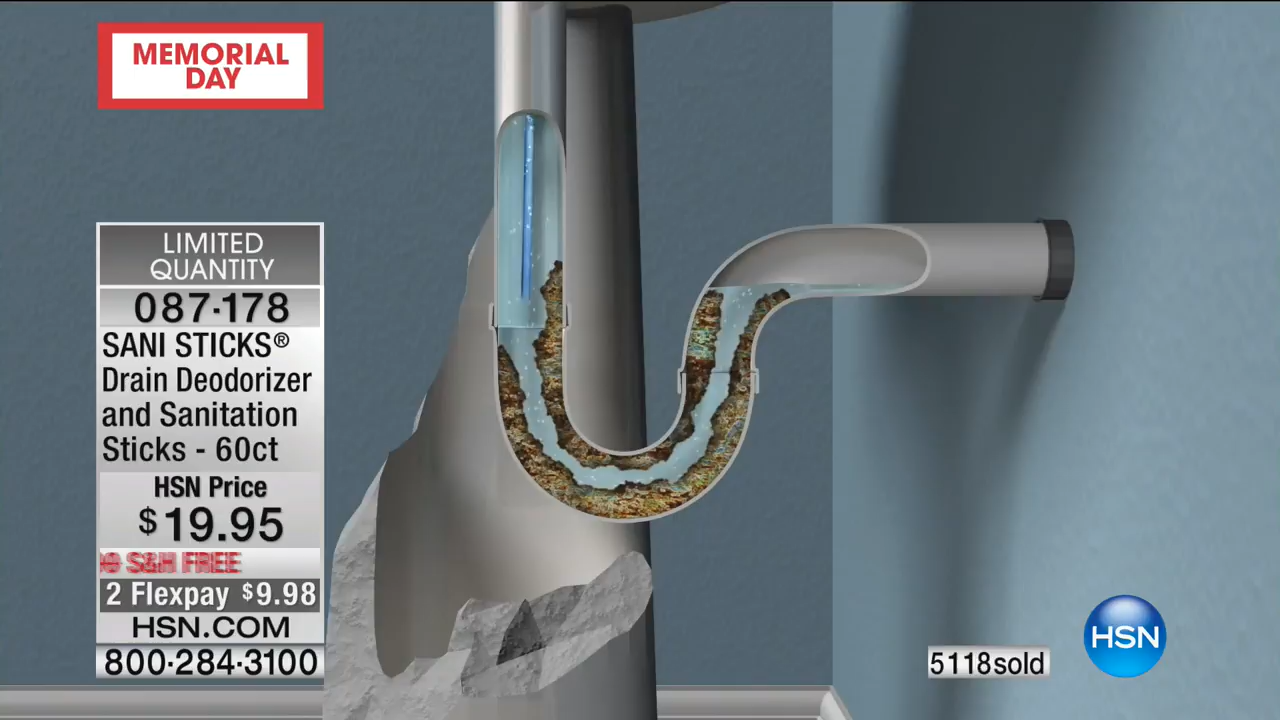 MEMORIAL
DAY
LIMITED
QUANTITY
087·178
SANI STICKS®
Drain Deodorizer
and Sanitation
Sticks - 60ct
HSN Price
$19.95
S&H FREE
2 Flexpay $9.98
HSN.COM
800·284·3100
5118sold
HSN